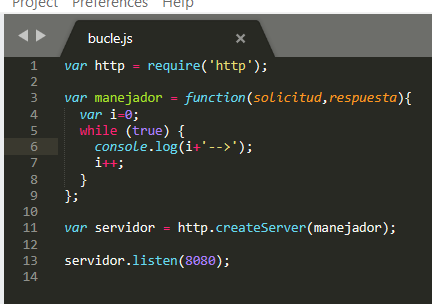 Project Preferences Help
bucle.js
1 var http = require('http');
2
3 var manejador = function(solicitud,respuesta){
4 var i=0;
5 while (true) {
6 console.log(i+'-->');
7 i++;
8 }
9 };
10
11 var servidor = http.createServer(manejador);
12
13 servidor.listen(8080);
14